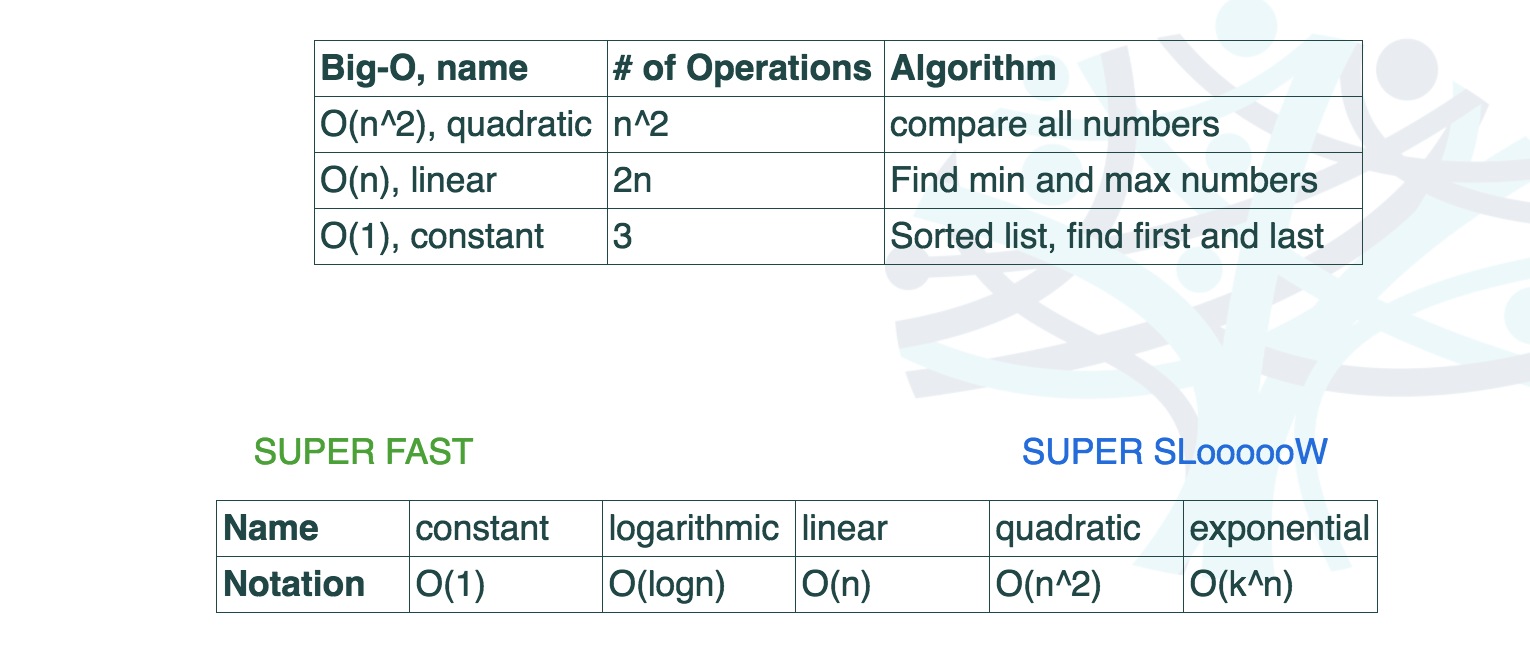 Big-O, name # of Operations Algorithm
O(n^2), quadratic n^2 compare all numbers
O(n), linear 2n Find min and max numbers
O(1), constant 3 Sorted list, find first and last
SUPER FAST SUPER SLoooooW
Name constant logarithmic linear quadratic exponential
Notation O(1) O(logn) O(n) O(n^2) O(k^n)